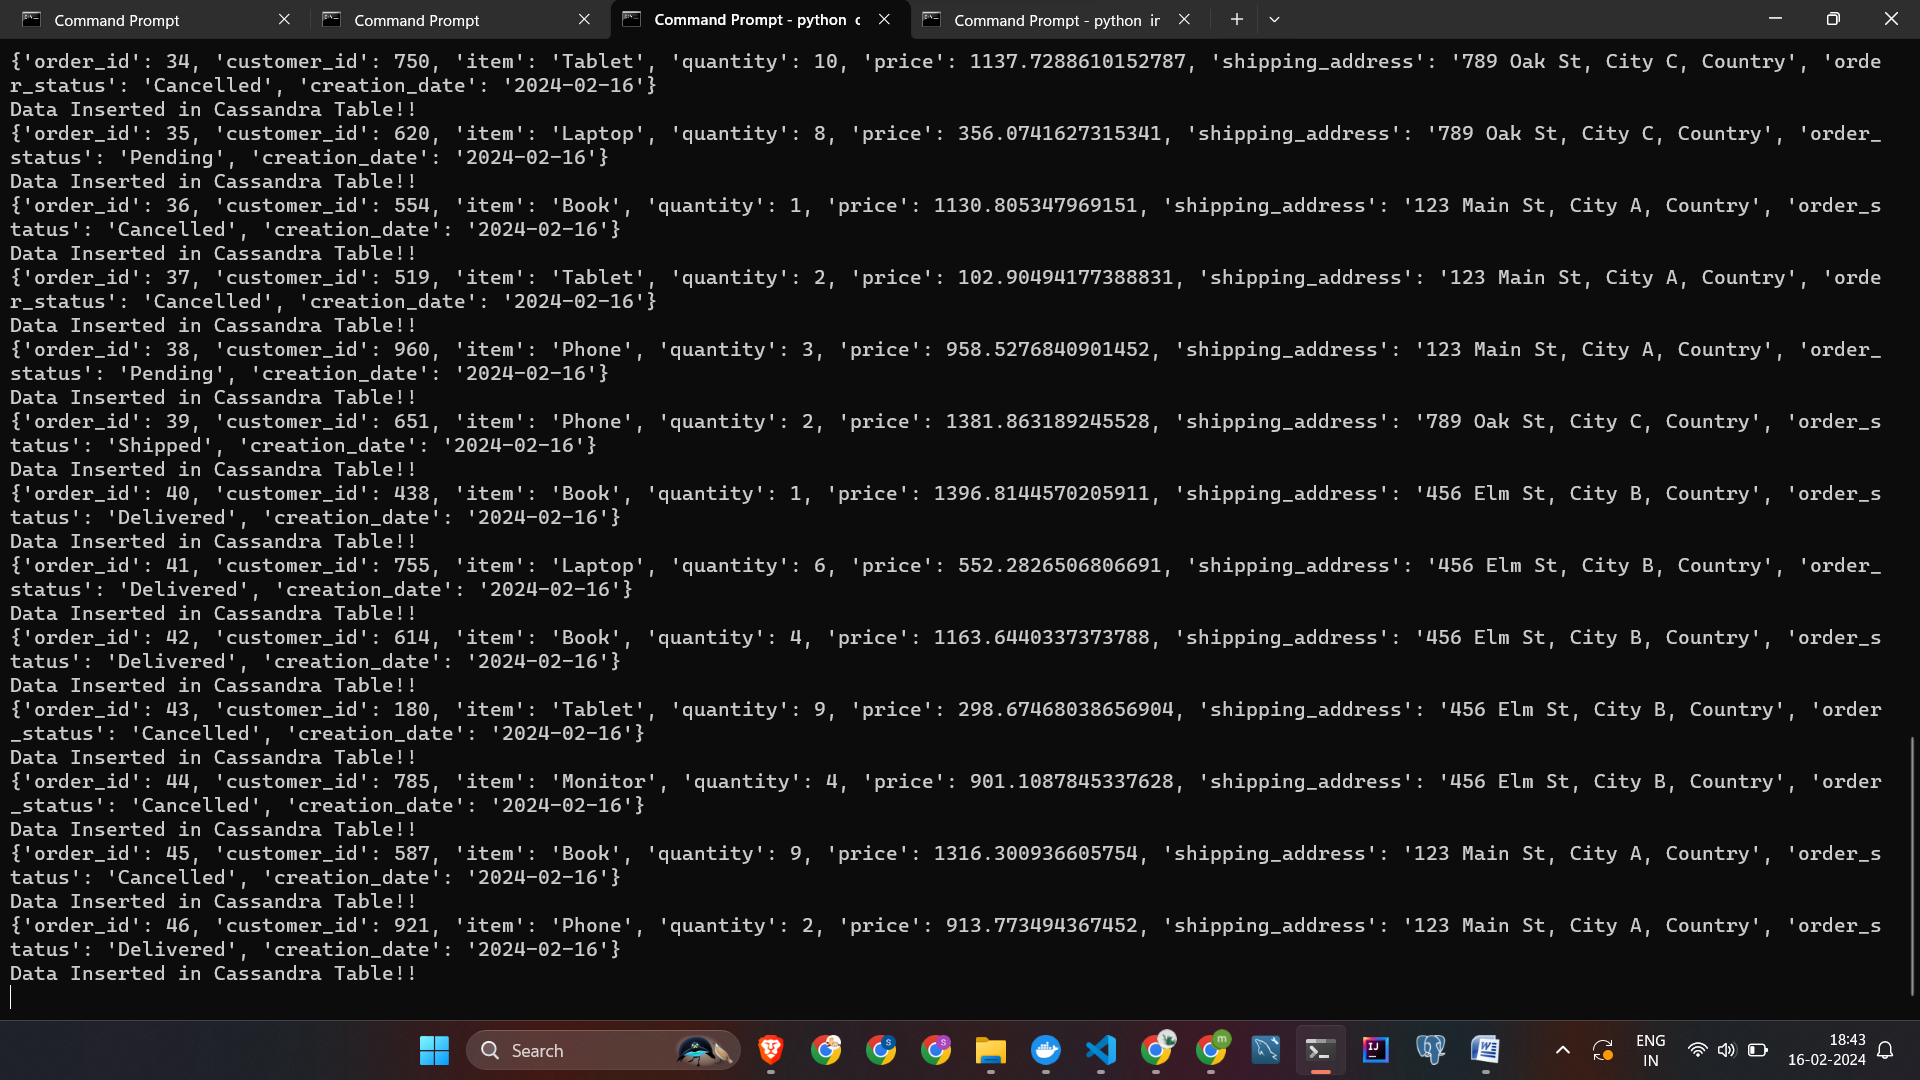 Command Prompt
Command Prompt
Command Prompt - python c
Command Prompt - python ir
{'order_id': 34, 'customer_id': 750, 'item': 'Tablet', 'quantity': 10, 'price': 1137.7288610152787, 'shipping_address': '789 Oak St, City C, Country', 'orde
r_status': 'Cancelled', 'creation_date': '2024-02-16'}
Data Inserted in Cassandra Table!!
{'order_id': 35, 'customer_id': 620, 'item': 'Laptop', 'quantity': 8, 'price': 356.0741627315341, 'shipping_address': '789 Oak St, City C, Country', 'order_
status': 'Pending', 'creation_date': '2024-02-16'}
Data Inserted in Cassandra Table!!
{'order_id': 36, 'customer_id': 554, 'item': 'Book', 'quantity': 1, 'price': 1130.805347969151, 'shipping_address': '123 Main St, City A, Country', 'order_s
tatus': 'Cancelled', 'creation_date': '2024-02-16'}
Data Inserted in Cassandra Table!!
{'order_id': 37, 'customer_id': 519, 'item': 'Tablet', 'quantity': 2, 'price': 102.90494177388831, 'shipping_address': '123 Main St, City A, Country', 'orde
r_status': 'Cancelled', 'creation_date': '2024-02-16'}
Data Inserted in Cassandra Table!!
{'order_id': 38, 'customer_id': 960, 'item': 'Phone', 'quantity': 3, 'price': 958.5276840901452, 'shipping_address': '123 Main St, City A, Country', 'order_
status': 'Pending', 'creation_date': '2024-02-16'}
Data Inserted in Cassandra Table!!
{'order_id': 39, 'customer_id': 651, 'item': 'Phone', 'quantity': 2, 'price': 1381.863189245528, 'shipping_address': '789 Oak St, City C, Country', 'order_s
tatus': 'Shipped', 'creation_date': '2024-02-16'}
Data Inserted in Cassandra Table!!
{'order_id': 40, 'customer_id': 438, 'item': 'Book', 'quantity': 1, 'price': 1396.8144570205911, 'shipping_address': '456 Elm St, City B, Country', 'order_s
tatus': 'Delivered', 'creation_date': '2024-02-16'}
Data Inserted in Cassandra Table!!
{'order_id': 41, 'customer_id': 755, 'item': 'Laptop', 'quantity': 6, 'price': 552.2826506806691, 'shipping_address': '456 Elm St, City B, Country', 'order_
status': 'Delivered', 'creation_date': '2024-02-16'}
Data Inserted in Cassandra Table!!
{'order_id': 42, 'customer_id': 614, 'item': 'Book', 'quantity': 4, 'price': 1163.6440337373788, 'shipping_address': '456 Elm St, City B, Country', 'order_s
tatus': 'Delivered', 'creation_date': '2024-02-16'}
Data Inserted in Cassandra Table!!
{'order_id': 43, 'customer_id': 180, 'item': 'Tablet', 'quantity': 9, 'price': 298.67468038656904, 'shipping_address': '456 Elm St, City B, Country', 'order
_status': 'Cancelled', 'creation_date': '2024-02-16'}
Data Inserted in Cassandra Table!!
{'order_id': 44, 'customer_id': 785, 'item': 'Monitor', 'quantity': 4, 'price': 901.1087845337628, 'shipping_address': '456 Elm St, City B, Country', 'order
_status': 'Cancelled', 'creation_date': '2024-02-16'}
Data Inserted in Cassandra Table!!
{'order_id': 45, 'customer_id': 587, 'item': 'Book', 'quantity': 9, 'price': 1316.300936605754, 'shipping_address': '123 Main St, City A, Country', 'order_s
tatus': 'Cancelled', 'creation_date': '2024-02-16'}
Data Inserted in Cassandra Table!!
{'order_id': 46, 'customer_id': 921, 'item': 'Phone', 'quantity': 2, 'price': 913.773494367452, 'shipping_address': '123 Main St, City A, Country', 'order_s
tatus': 'Delivered', 'creation_date': '2024-02-16'}
Data Inserted in Cassandra Table!!
Search
ENG
IN
18:43
16-02-2024